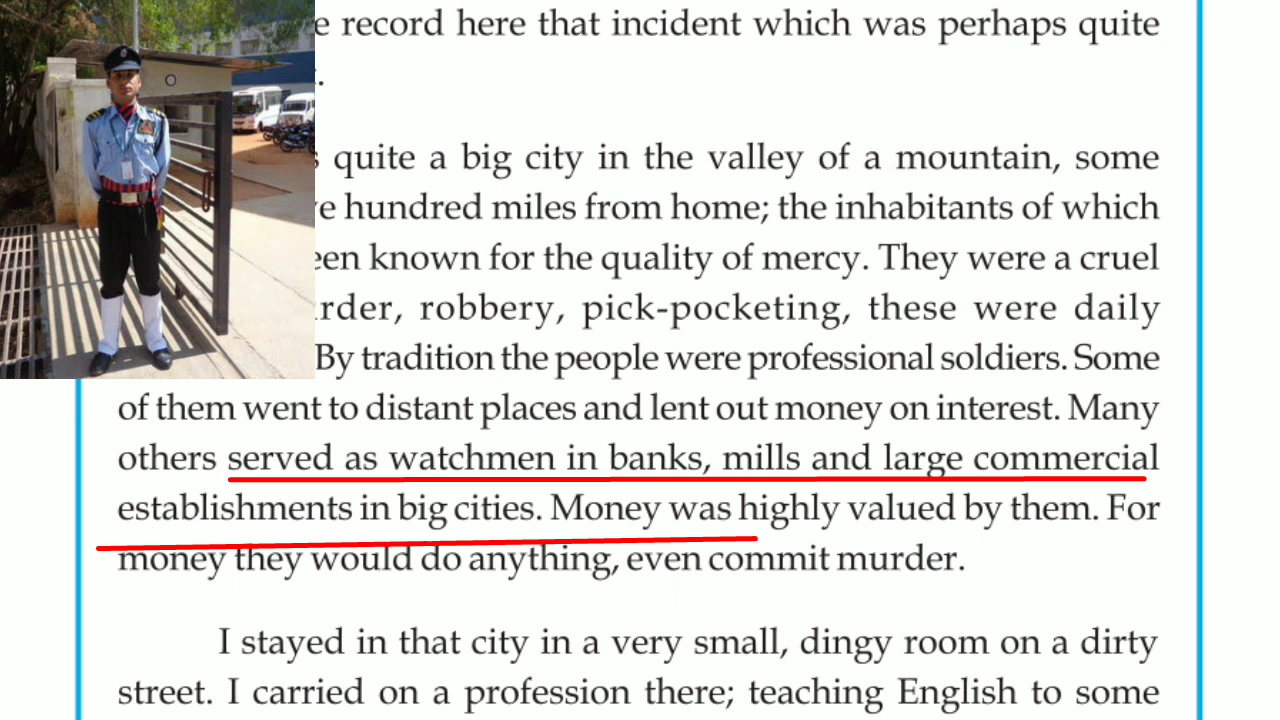 e record here that incident which was perhaps quite
.
s quite a big city in the valley of a mountain, some
ve hundred miles from home; the inhabitants of which
een known for the quality of mercy. They were a cruel
rder, robbery, pick-pocketing, these were daily
By tradition the people were professional soldiers. Some
of them went to distant places and lent out money on interest. Many
others served as watchmen in banks, mills and large commercial
establishments in big cities. Money was highly valued by them. For
money they would do anything, even commit murder.
I stayed in that city in a very small, dingy room on a dirty
street. I carried on a profession there; teaching English to some